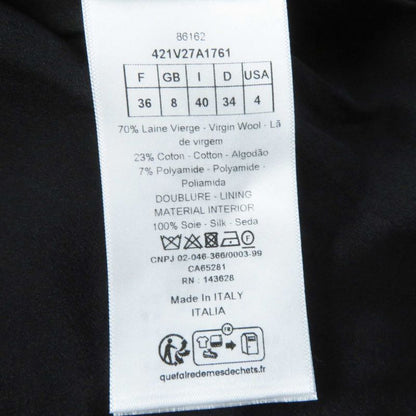 86162
421V27A1761
F GB I D USA
36 8 40 34 4
70% Laine Vierge - Virgin Wool - Lã
de virgem
23% Coton - Cotton - Algodão
7% Polyamide - Polyamide -
Poliamida
DOUBLURE - LINING
MATERIAL INTERIOR
100% Soie - Silk - Seda
CNPJ 02-046-366/0003-99
CA65281
RN : 143628
Made In ITALY
ITALIA
FR
quefairedemesdechets.fr